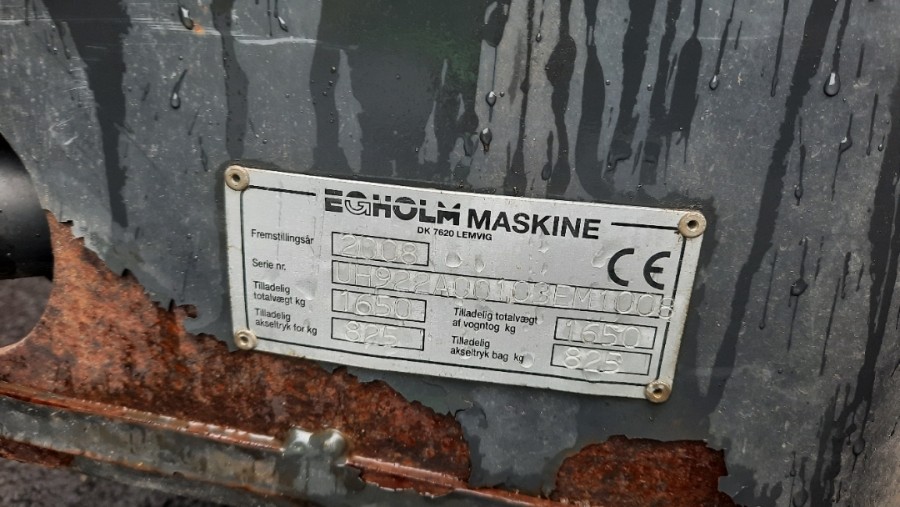 EGHOLM MASKINE
DK 7620 LEMVIG
Fremstillingsår 2008
CE
Serie nr.
Tilladelig totalvægt kg 1650
Tilladelig totalvægt af vogntog kg 1650
Tilladelig akseltryk for kg 825
Tilladelig akseltryk bag kg 825